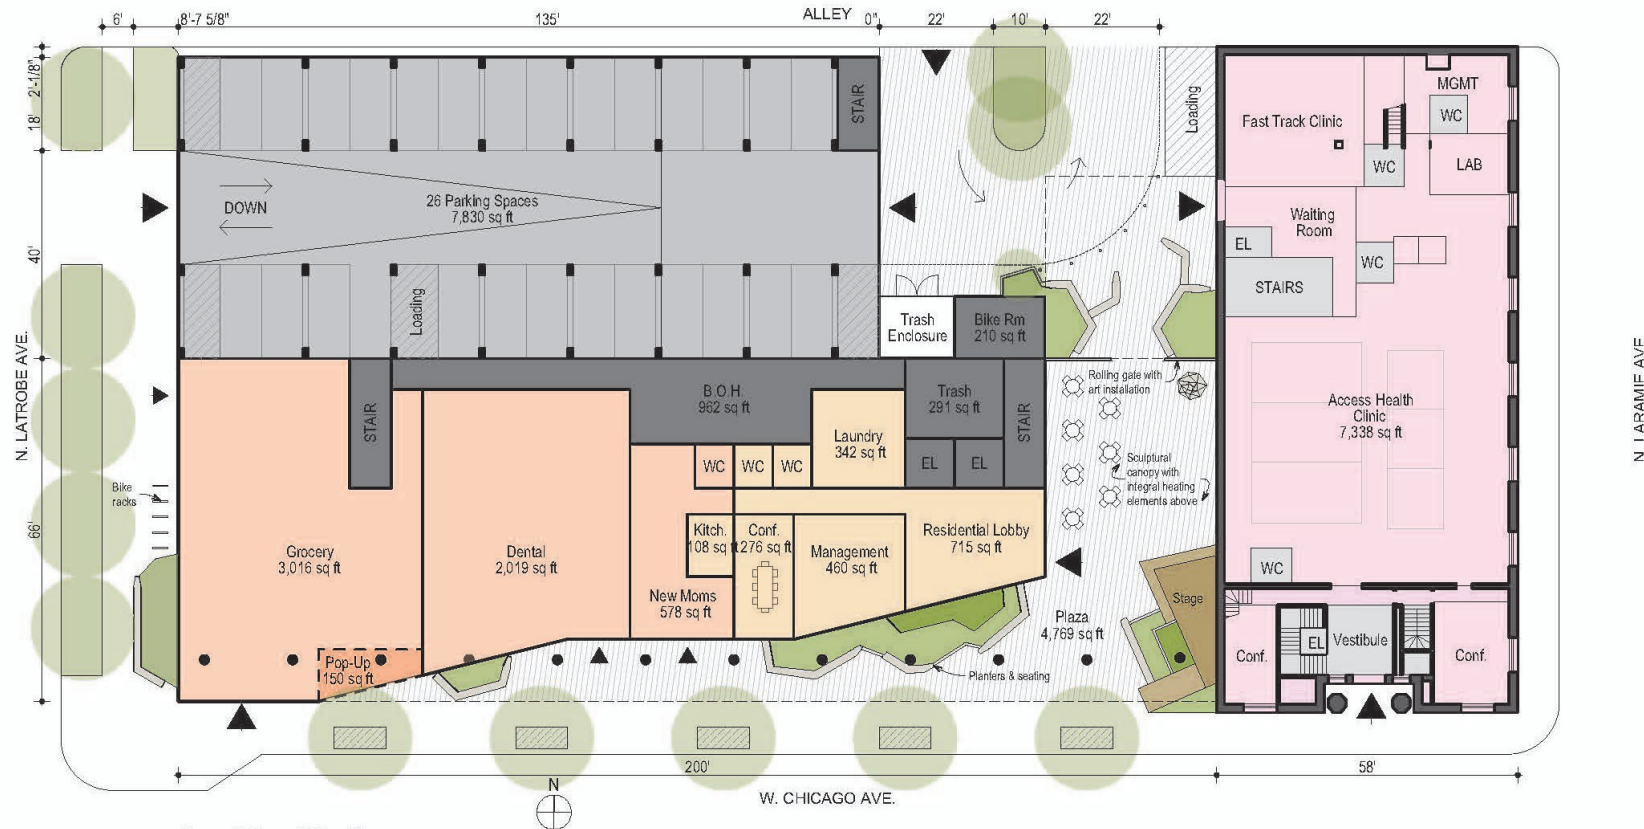 ALLEY
6'
8'-7 5/8"
135'
0"
22'
10'
22'
2'-1/8"
18'
40'
66'
N. LATROBE AVE.
STAIR
Loading
MGMT
WC
Fast Track Clinic
WC
LAB
DOWN
26 Parking Spaces
7,830 sq ft
Waiting
Room
EL
WC
STAIRS
Loading
Trash
Enclosure
Bike Rm
210 sq ft
Rolling gate with
art installation
B.O.H.
962 sq ft
Trash
291 sq ft
STAIR
STAIR
Laundry
342 sq ft
WC
WC
WC
EL
EL
Access Health
Clinic
7,338 sq ft
N. LARAMIE AVE
Sculptural
canopy with
integral heating
elements above
Bike
racks
Grocery
3,016 sq ft
Dental
2,019 sq ft
Kitch.
108 sq ft
Conf.
276 sq ft
Management
460 sq ft
Residential Lobby
715 sq ft
New Moms
578 sq ft
WC
Stage
Plaza
4,769 sq ft
Conf.
EL
Vestibule
Conf.
Pop-Up
150 sq ft
Planters & seating
200'
58'
N
W. CHICAGO AVE.